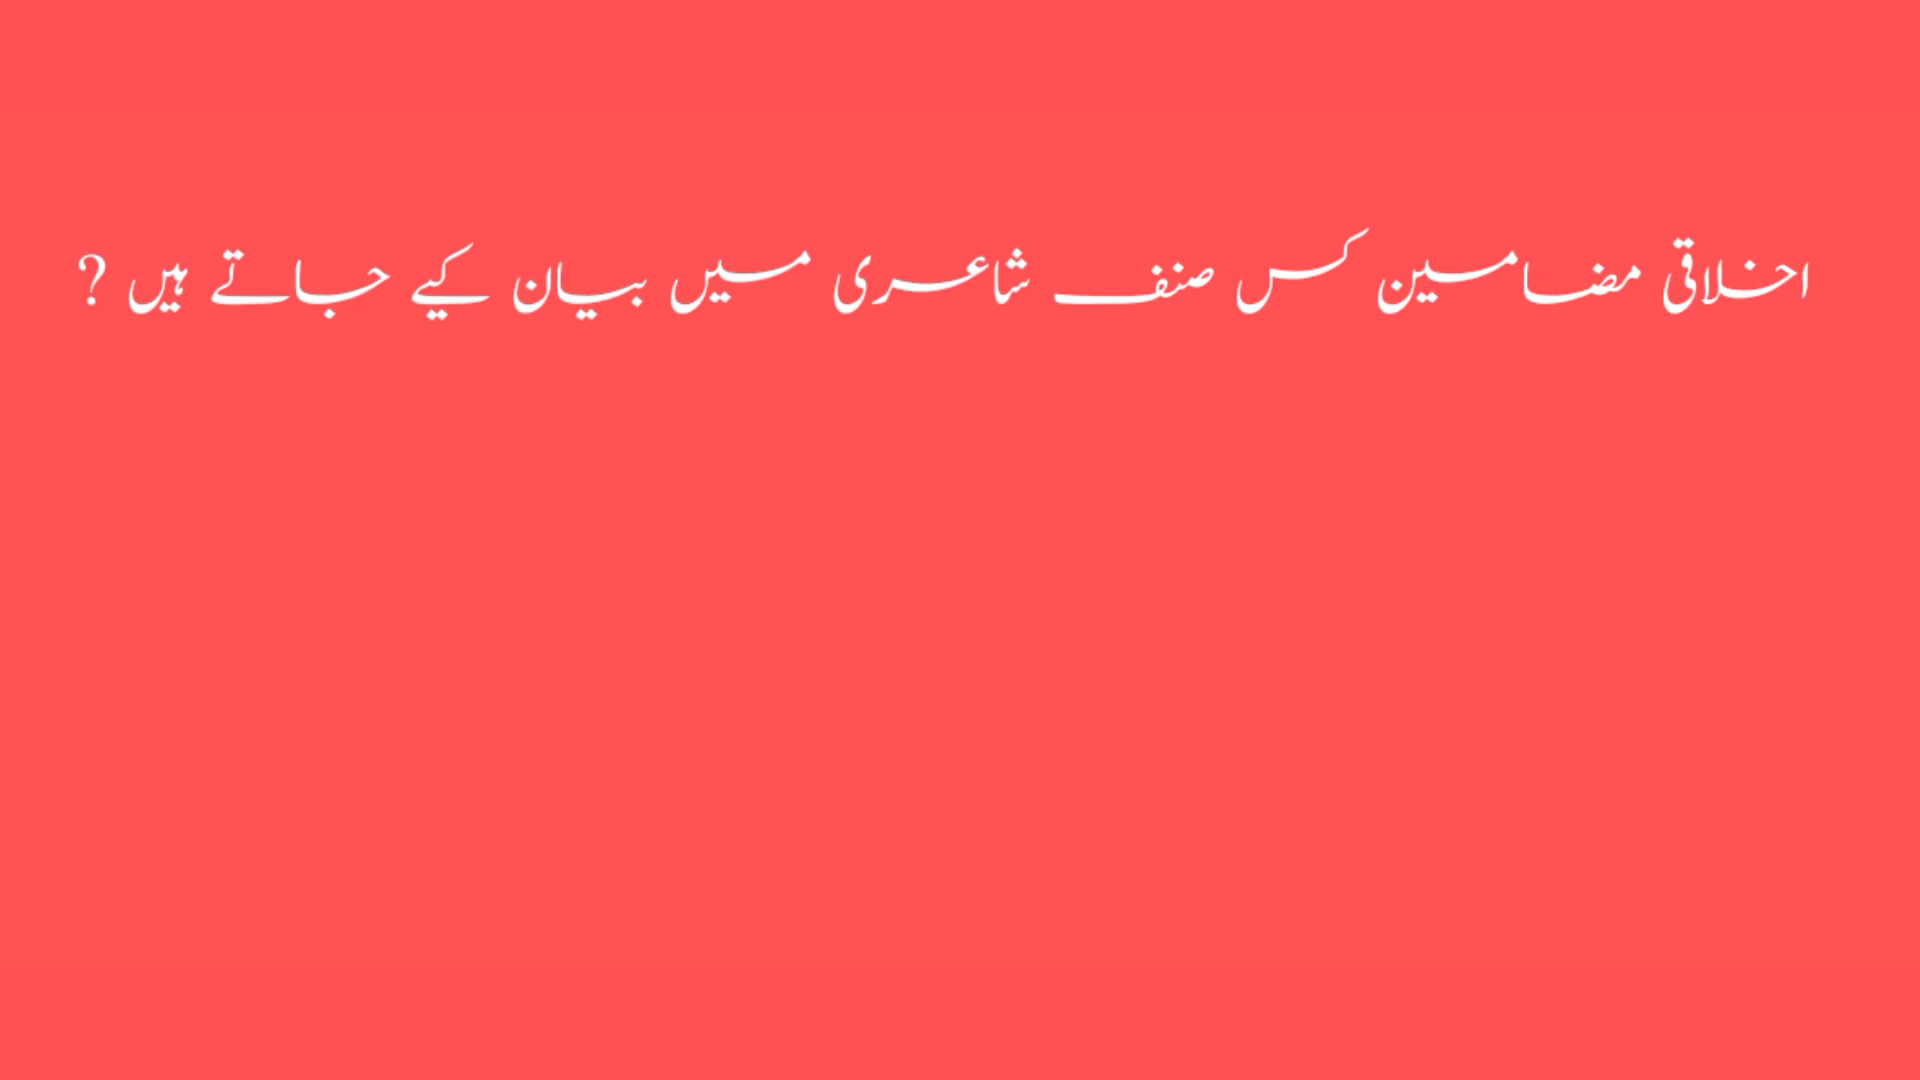 اخلاقی مضامین کس صنف شاعری میں بیان کیے جاتے ہیں ?